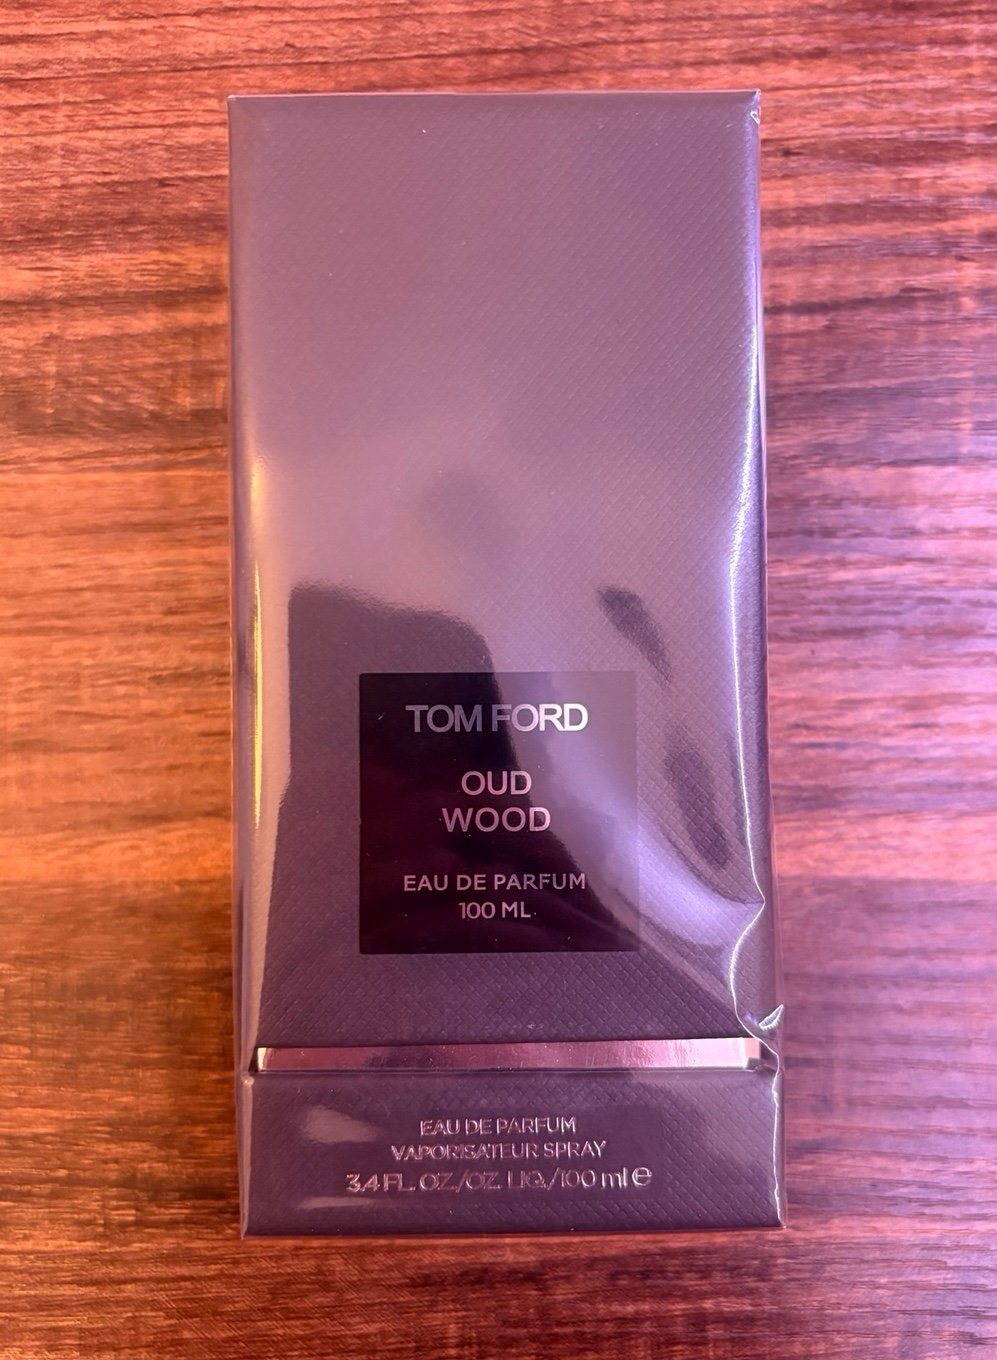 TOM FORD
OUD
WOOD
EAU DE PARFUM
100 ML
EAU DE PARFUM
VAPORISATEUR SPRAY
3.4 FL. OZ./OZ. LIQ./100 ml ℮